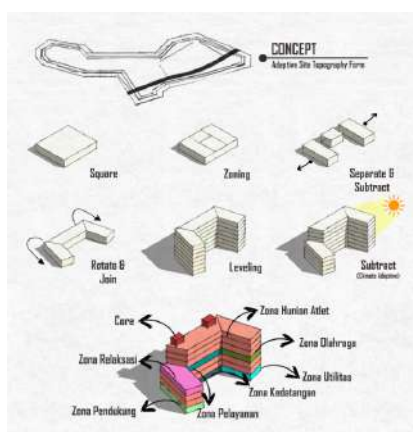 CONCEPT
Adaptive Site Topography Form
Square
Zoning
Separate &
Subtract
Rotate &
Join
Leveling
Subtract
(Climate Adaptive)
Core
Zona Hunian Atlet
Zona Olahraga
Zona Relaksasi
Zona Utilitas
Zona Kedatangan
Zona Pendukung
Zona Pelayanan